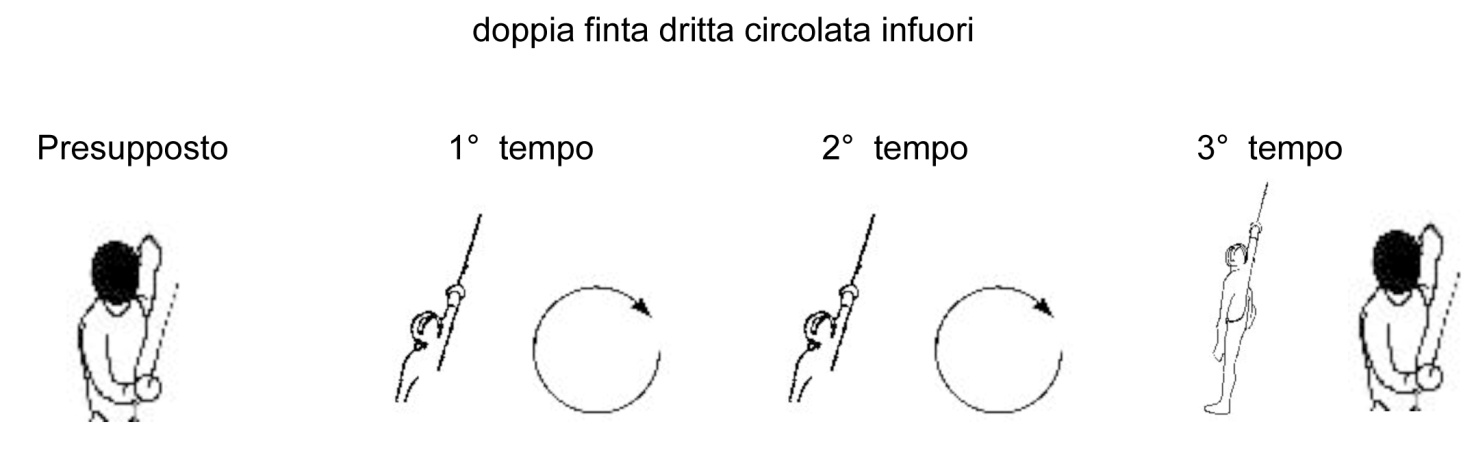 doppia finta dritta circolata infuori
Presupposto 1° tempo 2° tempo 3° tempo